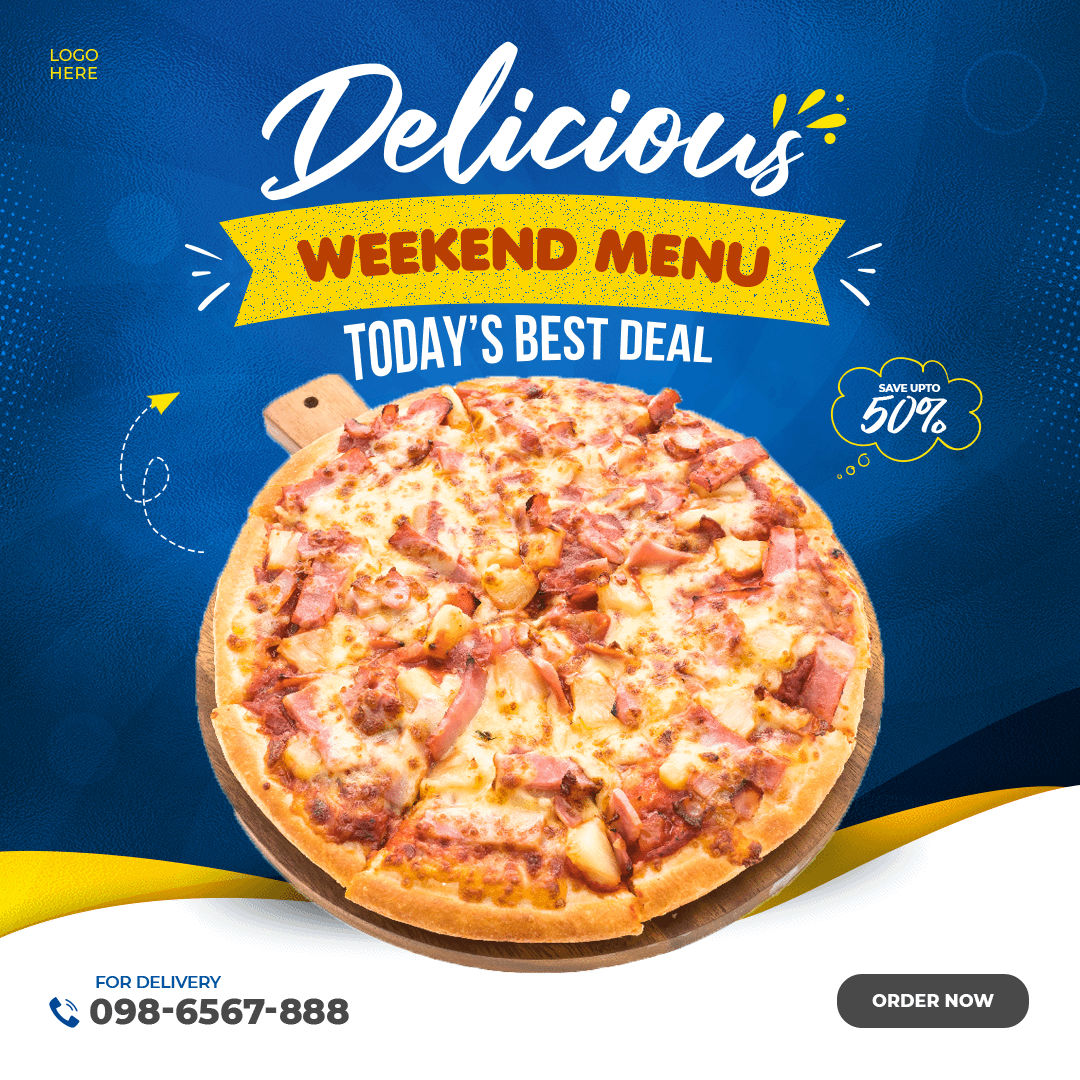 LOGO
HERE
Delicious
WEEKEND MENU
TODAY'S BEST DEAL
SAVE UPTO
50%
FOR DELIVERY
098-6567-888
ORDER NOW